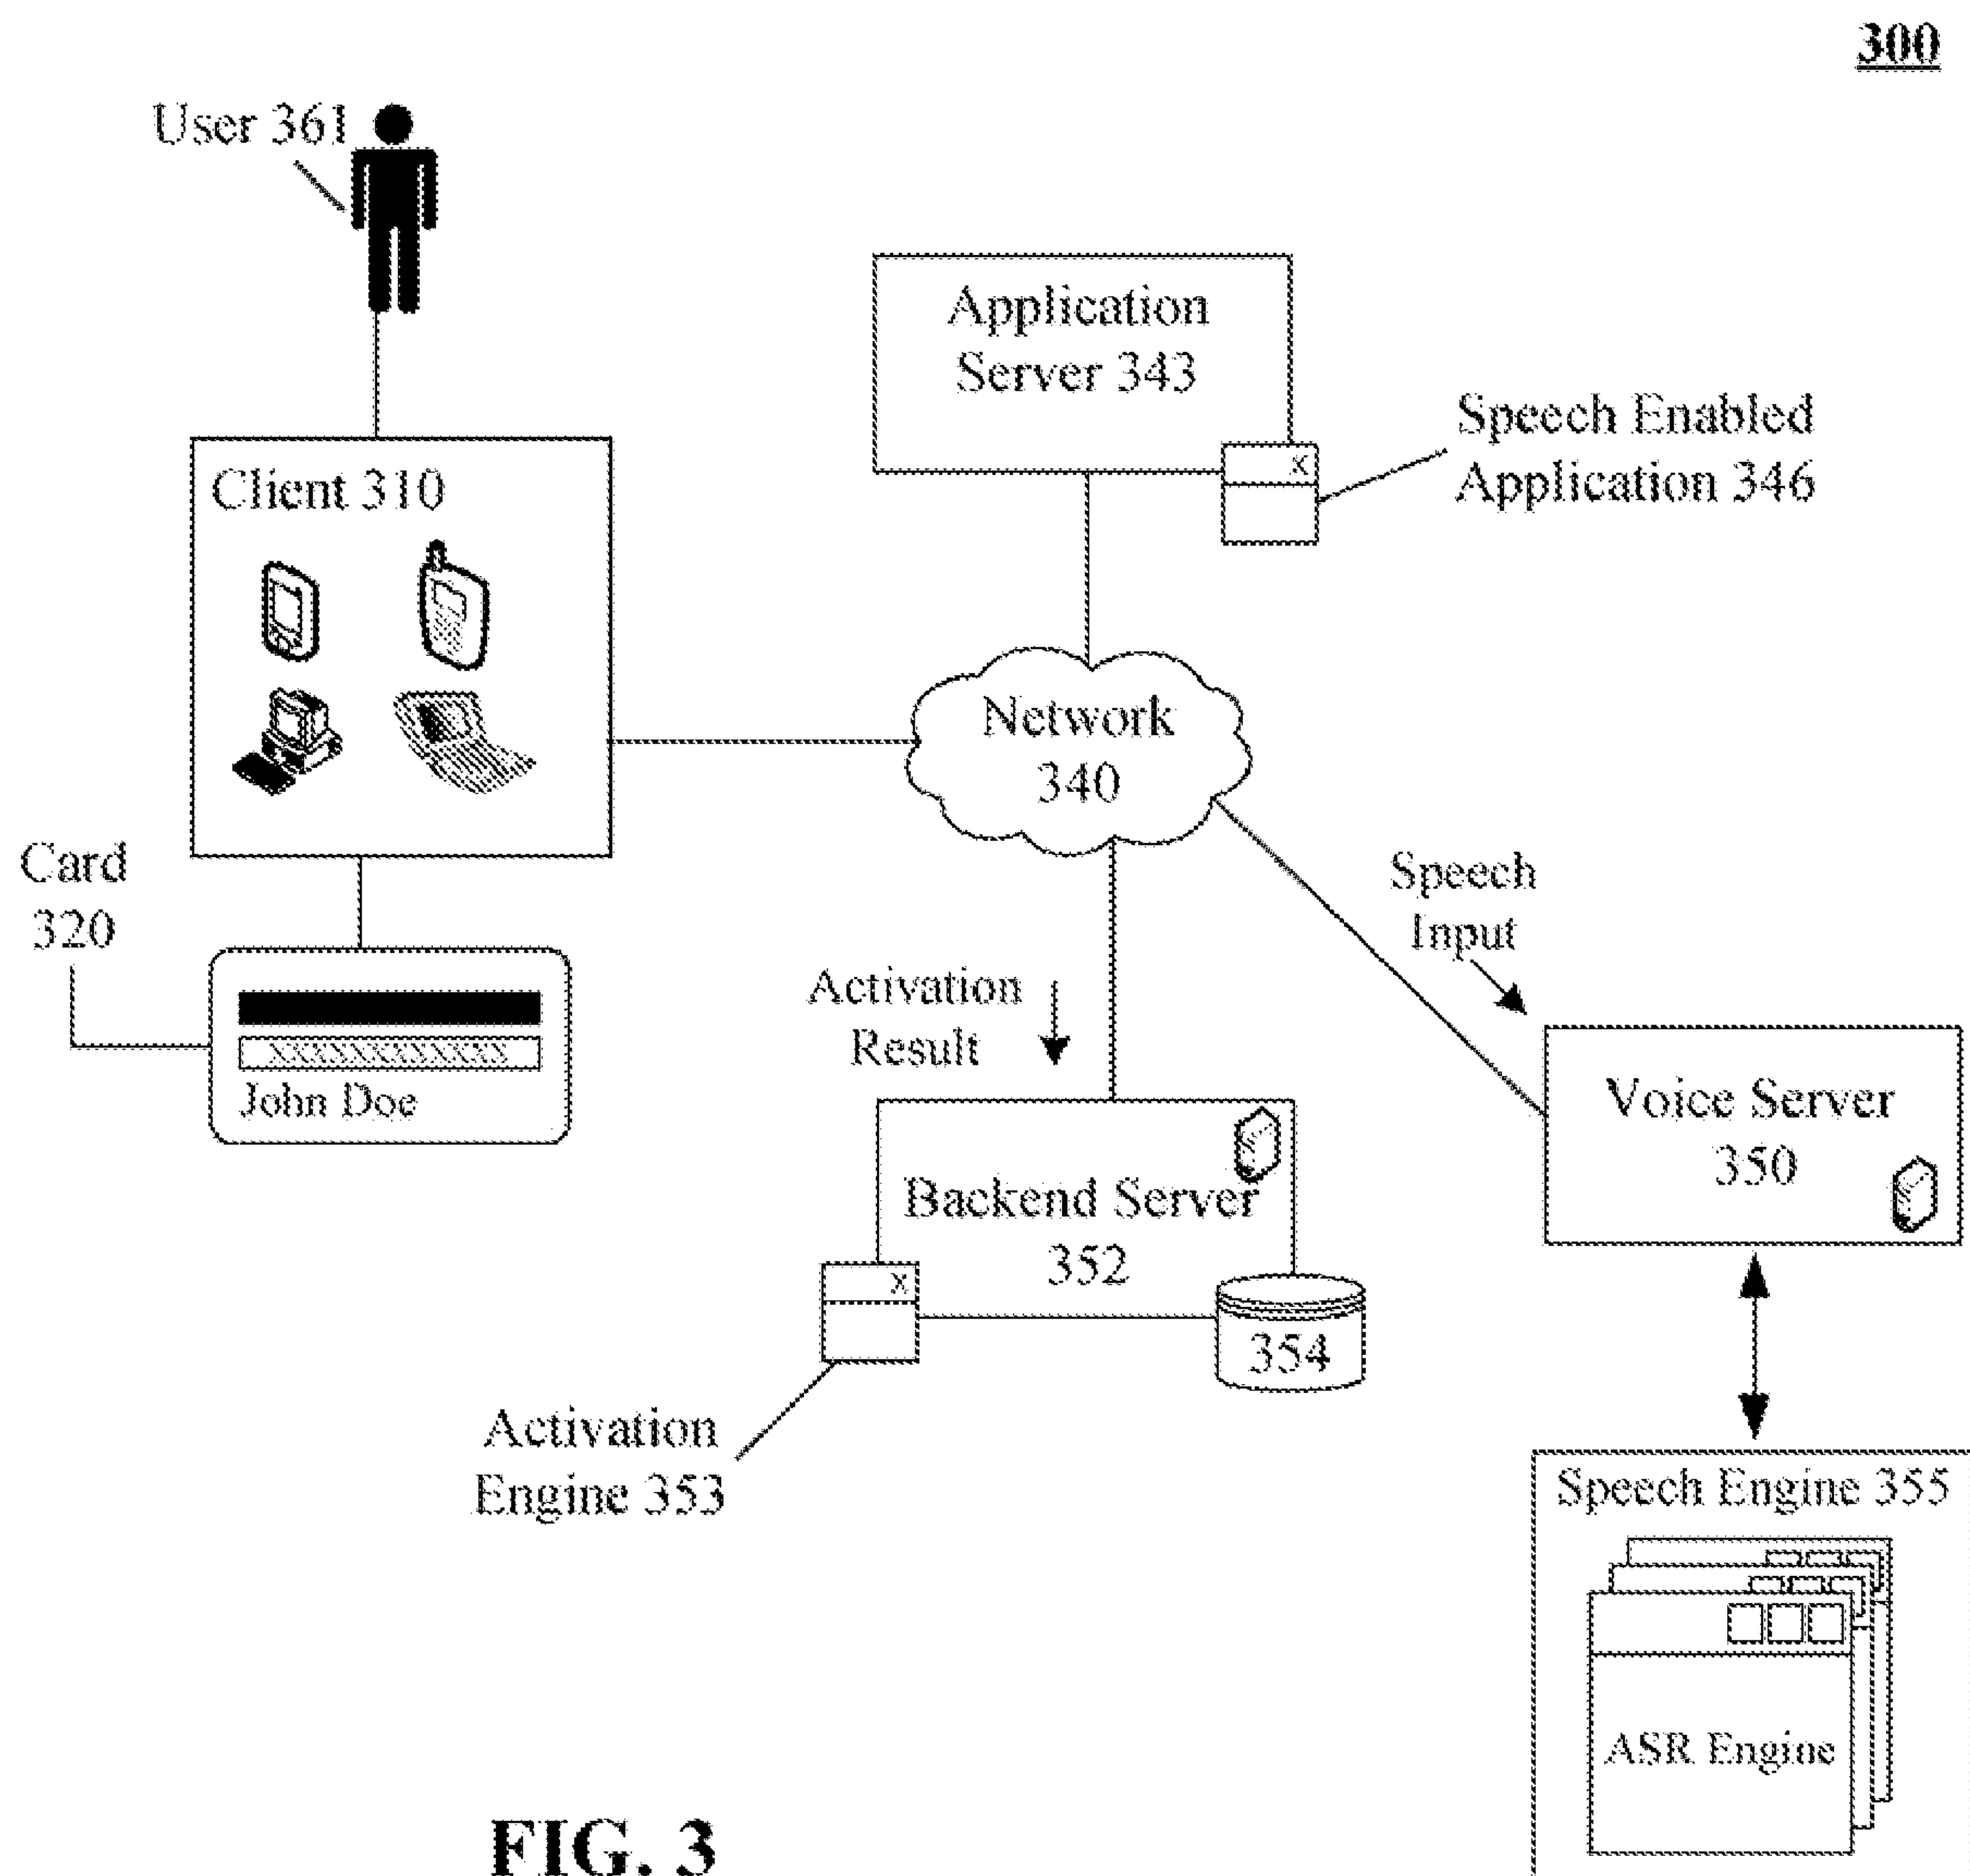 300
User 361
Application
Server 343
x
Speech Enabled
Application 346
Client 310
Network
340
Card
320
XXXXXXXXXXXX
John Doe
Speech
Input
Activation
Result
Voice Server
350
Backend Server
352
x
354
Activation
Engine 353
Speech Engine 355
ASR Engine
FIG. 3